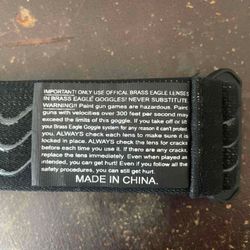 IMPORTANT! ONLY USE OFFICAL BRASS EAGLE LENSES
IN BRASS EAGLE GOGGLES! NEVER SUBSTITUTE.
WARNING!! Paint gun games are hazardous. Paint
guns with velocities over 300 feet per second may
exceed the limits of this goggle. If you take off or lift
your Brass Eagle Goggle system for any reason it can't protect
you. ALWAYS check each lens to make sure it is
locked in place. ALWAYS check the lens for cracks
before each time you use it. If there are any cracks,
replace the lens immediately. Even when played as
intended, you can get hurt! Even if you follow all the
safety procedures, you can still get hurt.
MADE IN CHINA.